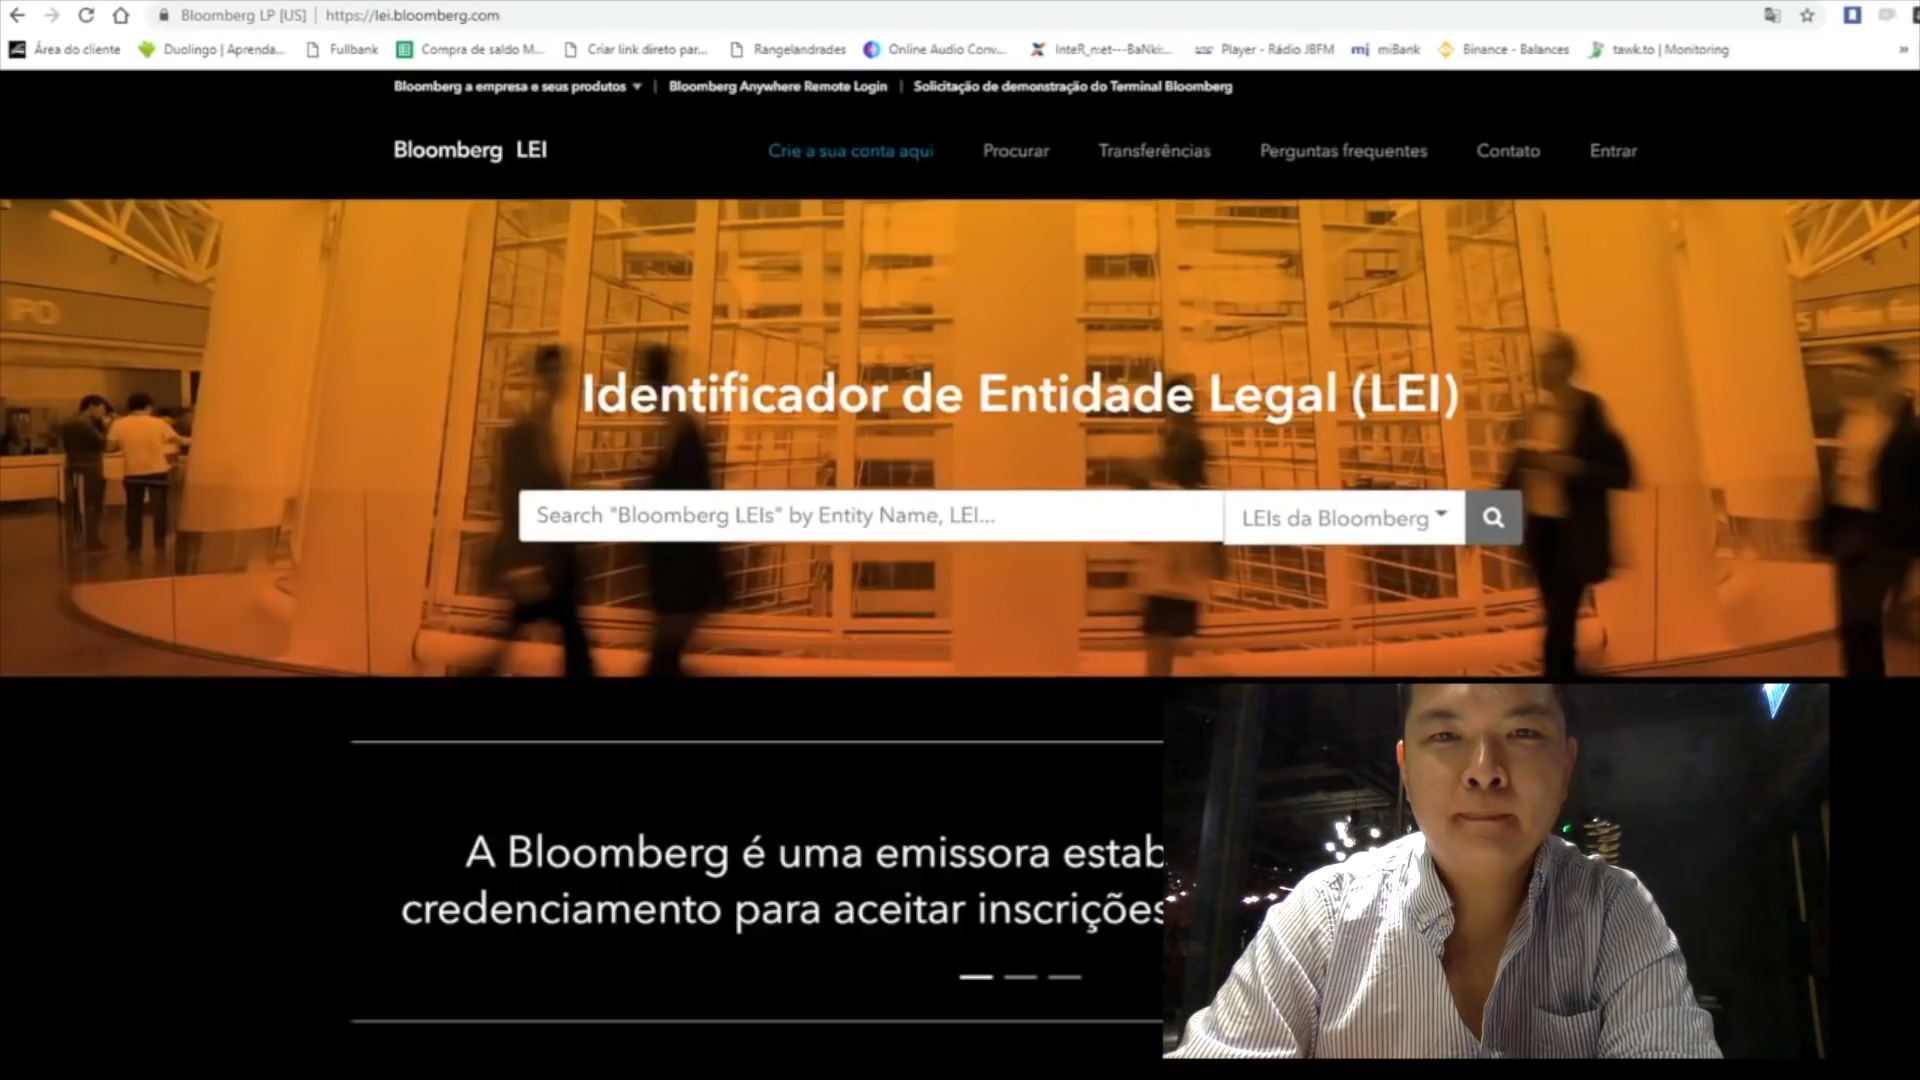 Bloomberg LP [US] | https://lei.bloomberg.com
Área do cliente Duolingo | Aprenda... Fullbank Compra de saldo M... Criar link direto par... Rangelandrades Online Audio Conv... InteR_n:et---BaNki:... Player - Rádio JBFM mj miBank Binance - Balances tawk.to | Monitoring »
Bloomberg a empresa e seus produtos | Bloomberg Anywhere Remote Login | Solicitação de demonstração do Terminal Bloomberg
Bloomberg LEI Crie a sua conta aqui Procurar Transferências Perguntas frequentes Contato Entrar
Identificador de Entidade Legal (LEI)
Search "Bloomberg LEIs" by Entity Name, LEI... LEIs da Bloomberg
A Bloomberg é uma emissora estab
credenciamento para aceitar inscrições